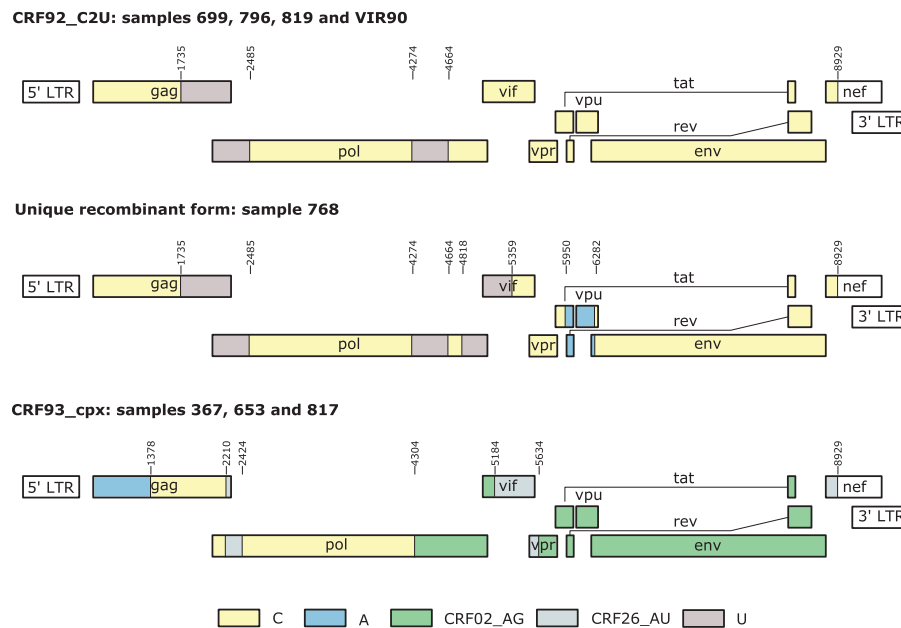 CRF92_C2U: samples 699, 796, 819 and VIR90
1735 2485 4274 4664 8929
5' LTR gag vif tat nef
vpu
rev 3' LTR
pol vpr env
Unique recombinant form: sample 768
1735 2485 4274 4664 4818 5359 5950 6282 8929
5' LTR gag vif tat nef
vpu
rev 3' LTR
pol vpr env
CRF93_cpx: samples 367, 653 and 817
1378 2210 2424 4304 5184 5634 8929
5' LTR gag vif tat nef
vpu
rev 3' LTR
pol vpr env
C A CRF02_AG CRF26_AU U